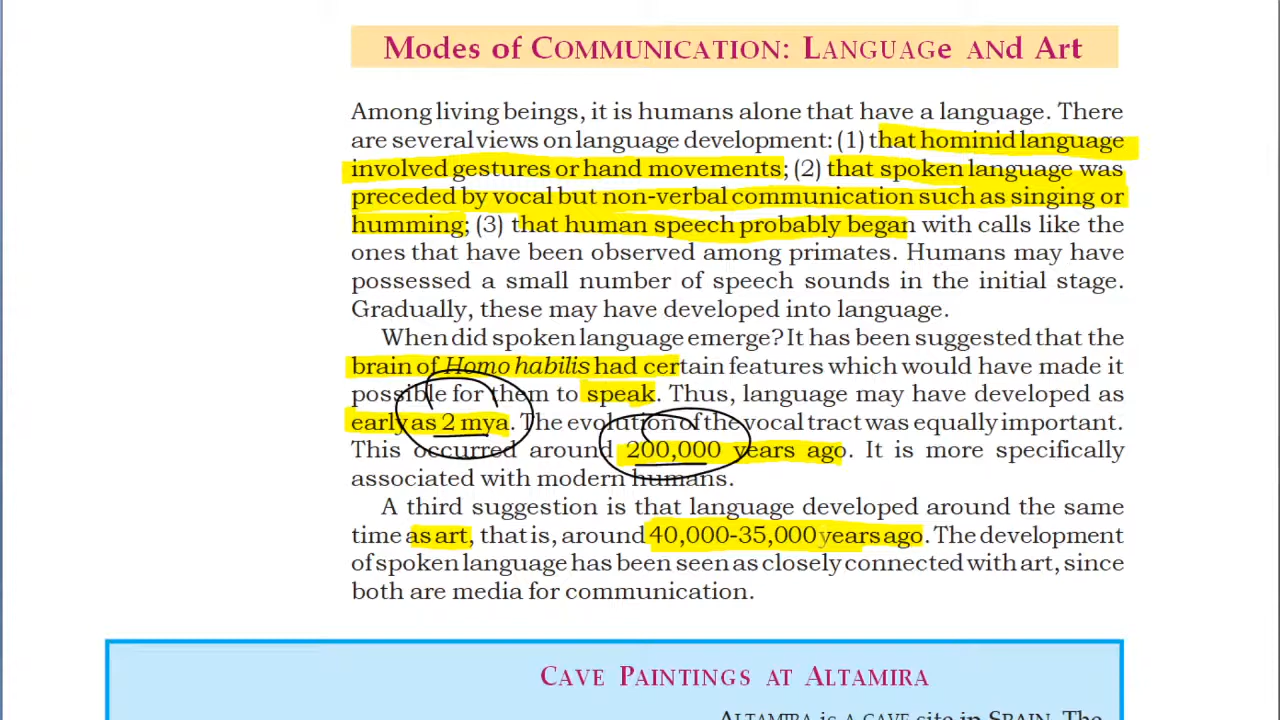 Modes of COMMUNICATION: LANGUAGe ANd Art
Among living beings, it is humans alone that have a language. There
are several views on language development: (1) that hominid language
involved gestures or hand movements; (2) that spoken language was
preceded by vocal but non-verbal communication such as singing or
humming; (3) that human speech probably began with calls like the
ones that have been observed among primates. Humans may have
possessed a small number of speech sounds in the initial stage.
Gradually, these may have developed into language.
When did spoken language emerge? It has been suggested that the
brain of Homo habilis had certain features which would have made it
possible for them to speak. Thus, language may have developed as
early as 2 mya. The evolution of the vocal tract was equally important.
This occurred around 200,000 years ago. It is more specifically
associated with modern humans.
A third suggestion is that language developed around the same
time as art, that is, around 40,000-35,000 years ago. The development
of spoken language has been seen as closely connected with art, since
both are media for communication.
CAVE PAINTINGS AT ALTAMIRA
ALTAMIRA iS A CAVE site in SPAIN. The